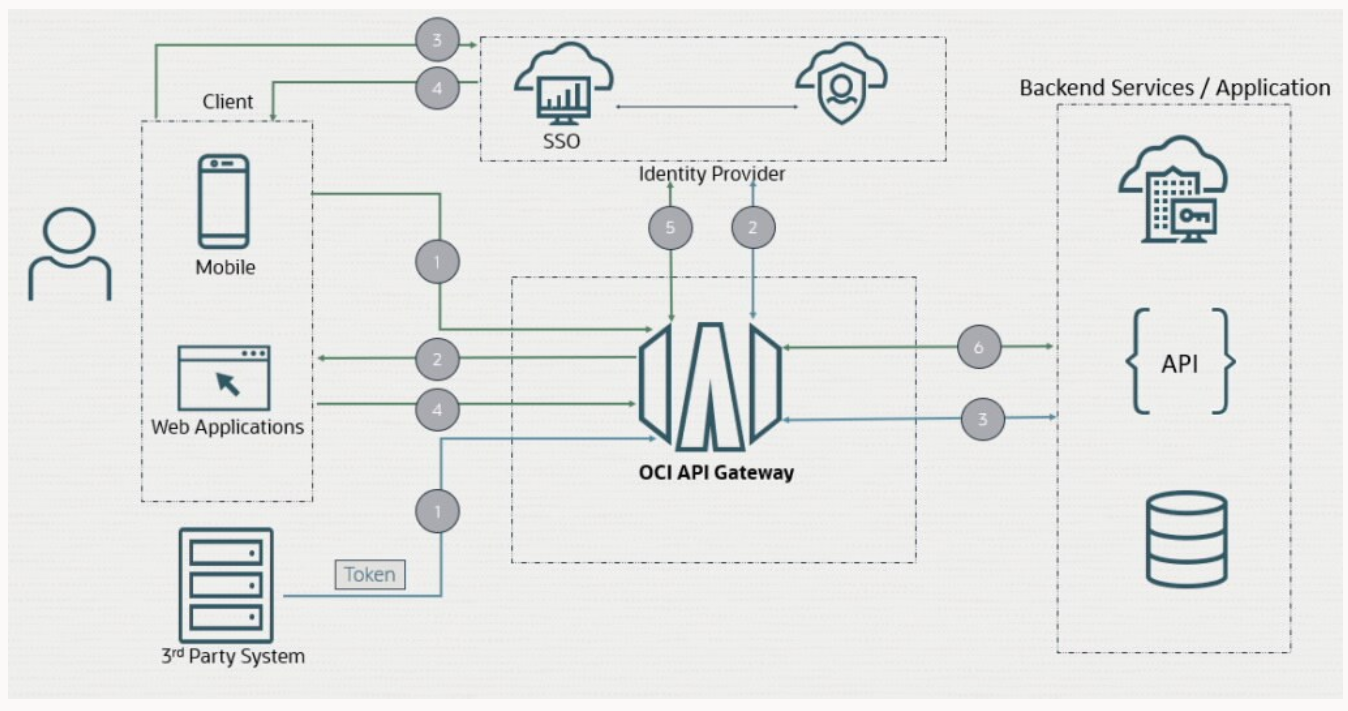 3
4
Client
SSO
Backend Services / Application
Identity Provider
5
2
Mobile
1
2
6
API
4
3
Web Applications
OCI API Gateway
1
Token
3rd Party System